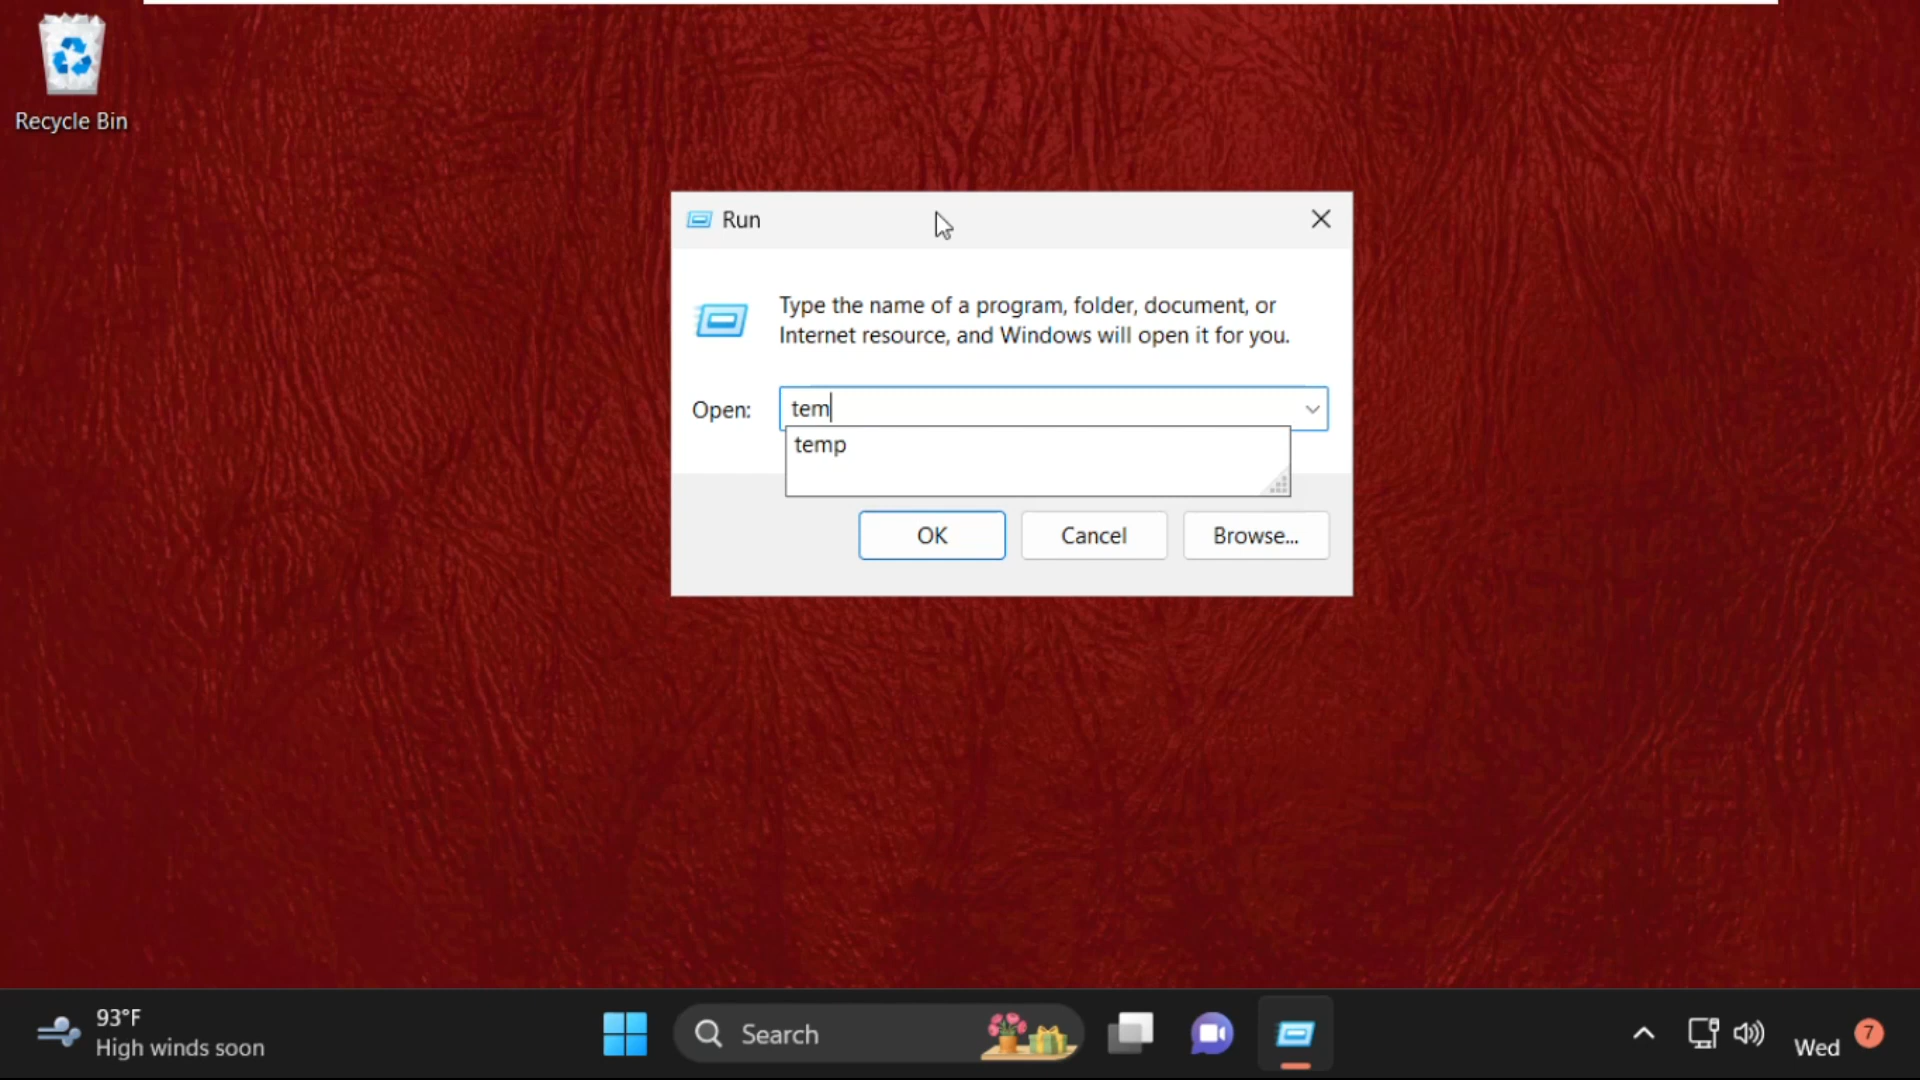 Recycle Bin
Run
Type the name of a program, folder, document, or
Internet resource, and Windows will open it for you.
Open:
tem
temp
OK
Cancel
Browse...
93°F
High winds soon
Search
Wed
7